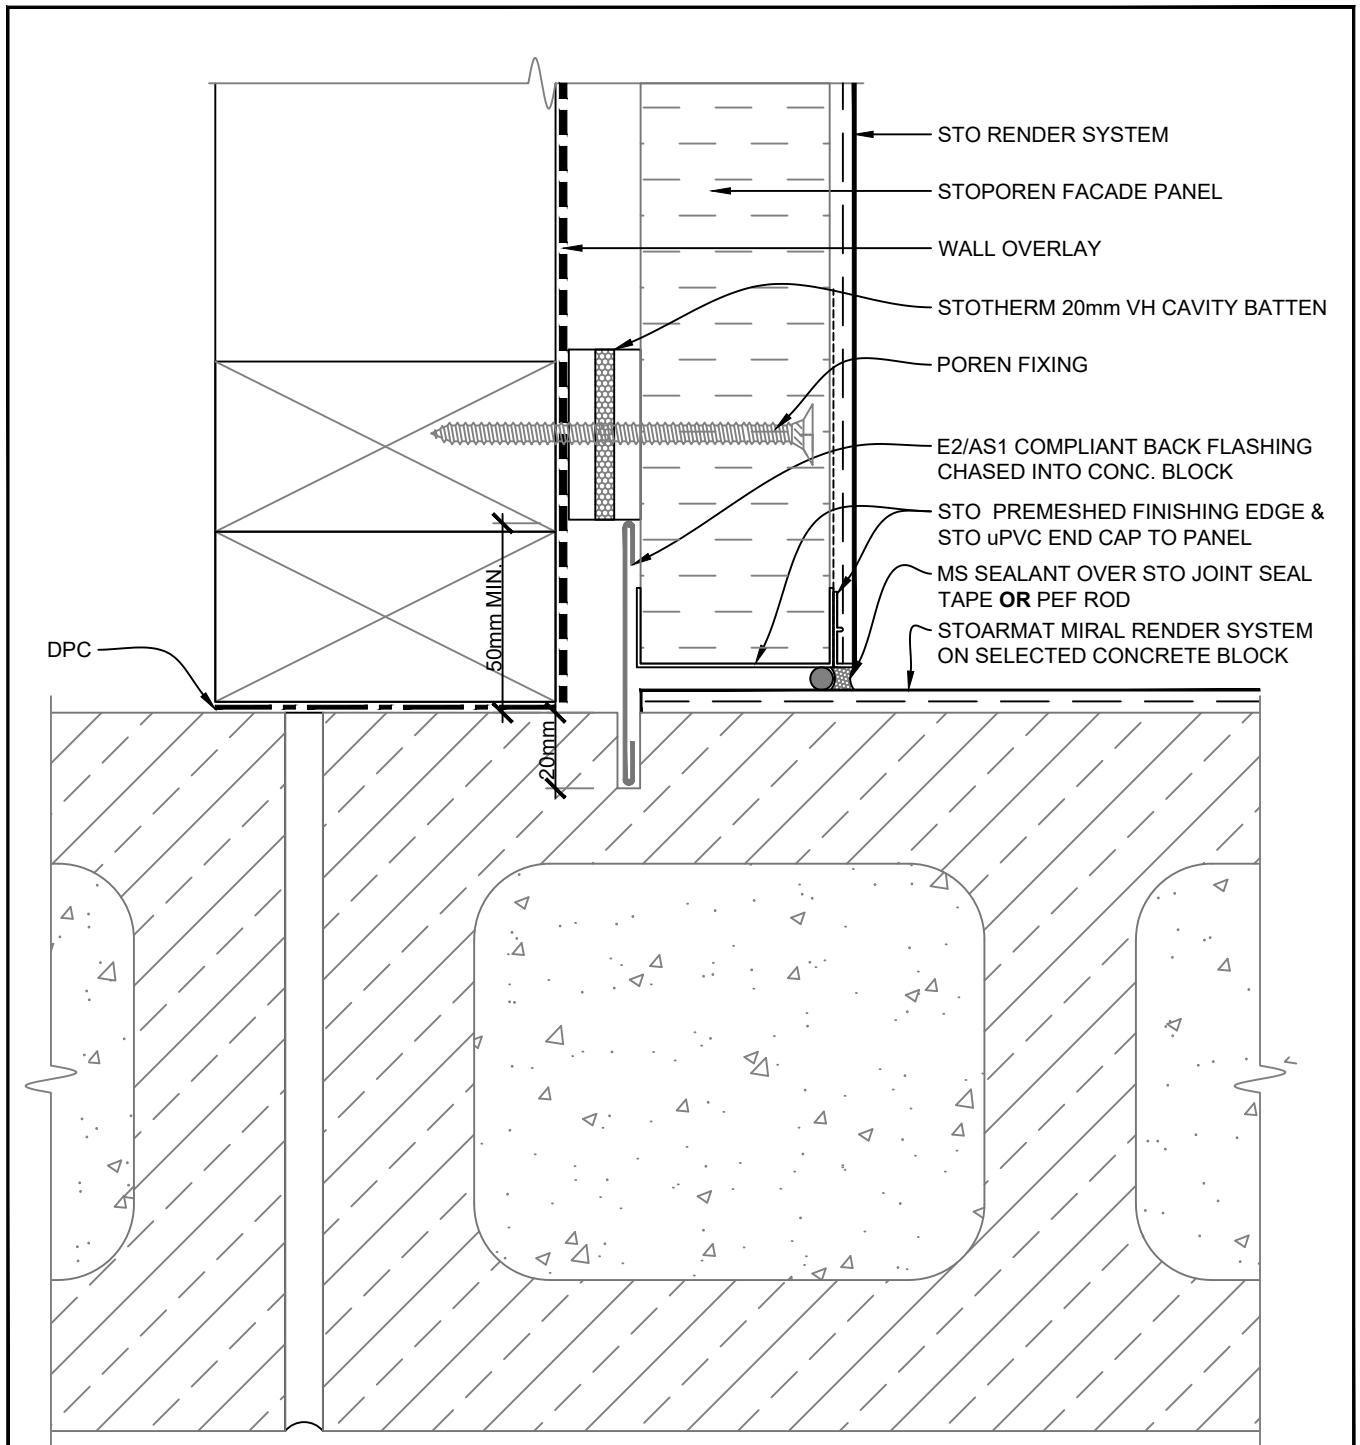 STO RENDER SYSTEM
STOPOREN FACADE PANEL
WALL OVERLAY
STOTHERM 20mm VH CAVITY BATTEN
POREN FIXING
E2/AS1 COMPLIANT BACK FLASHING
CHASED INTO CONC. BLOCK
STO PREMESHED FINISHING EDGE &
STO uPVC END CAP TO PANEL
MS SEALANT OVER STO JOINT SEAL
TAPE OR PEF ROD
STOARMAT MIRAL RENDER SYSTEM
ON SELECTED CONCRETE BLOCK
DPC
50mm MIN.
20mm